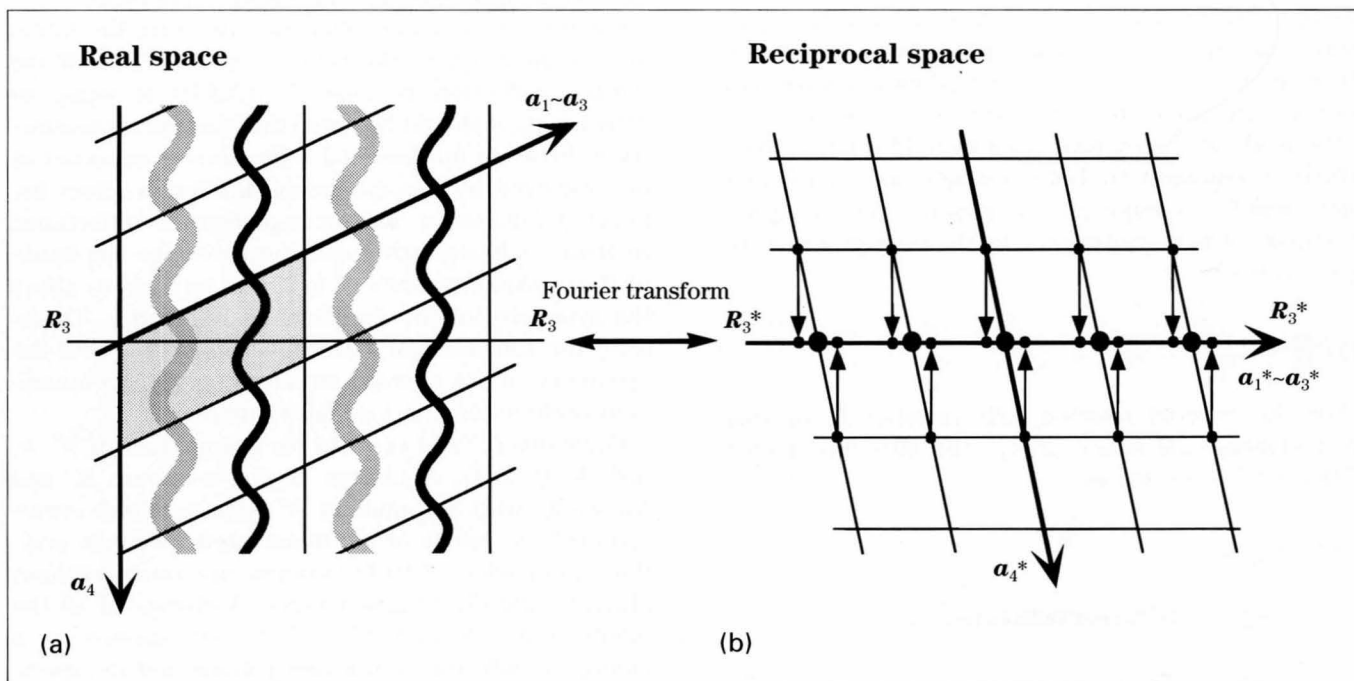 Real space
Reciprocal space
a1~a3
R3
R3
Fourier transform
R3*
R3*
a1*~a3*
a4
a4*
(a)
(b)